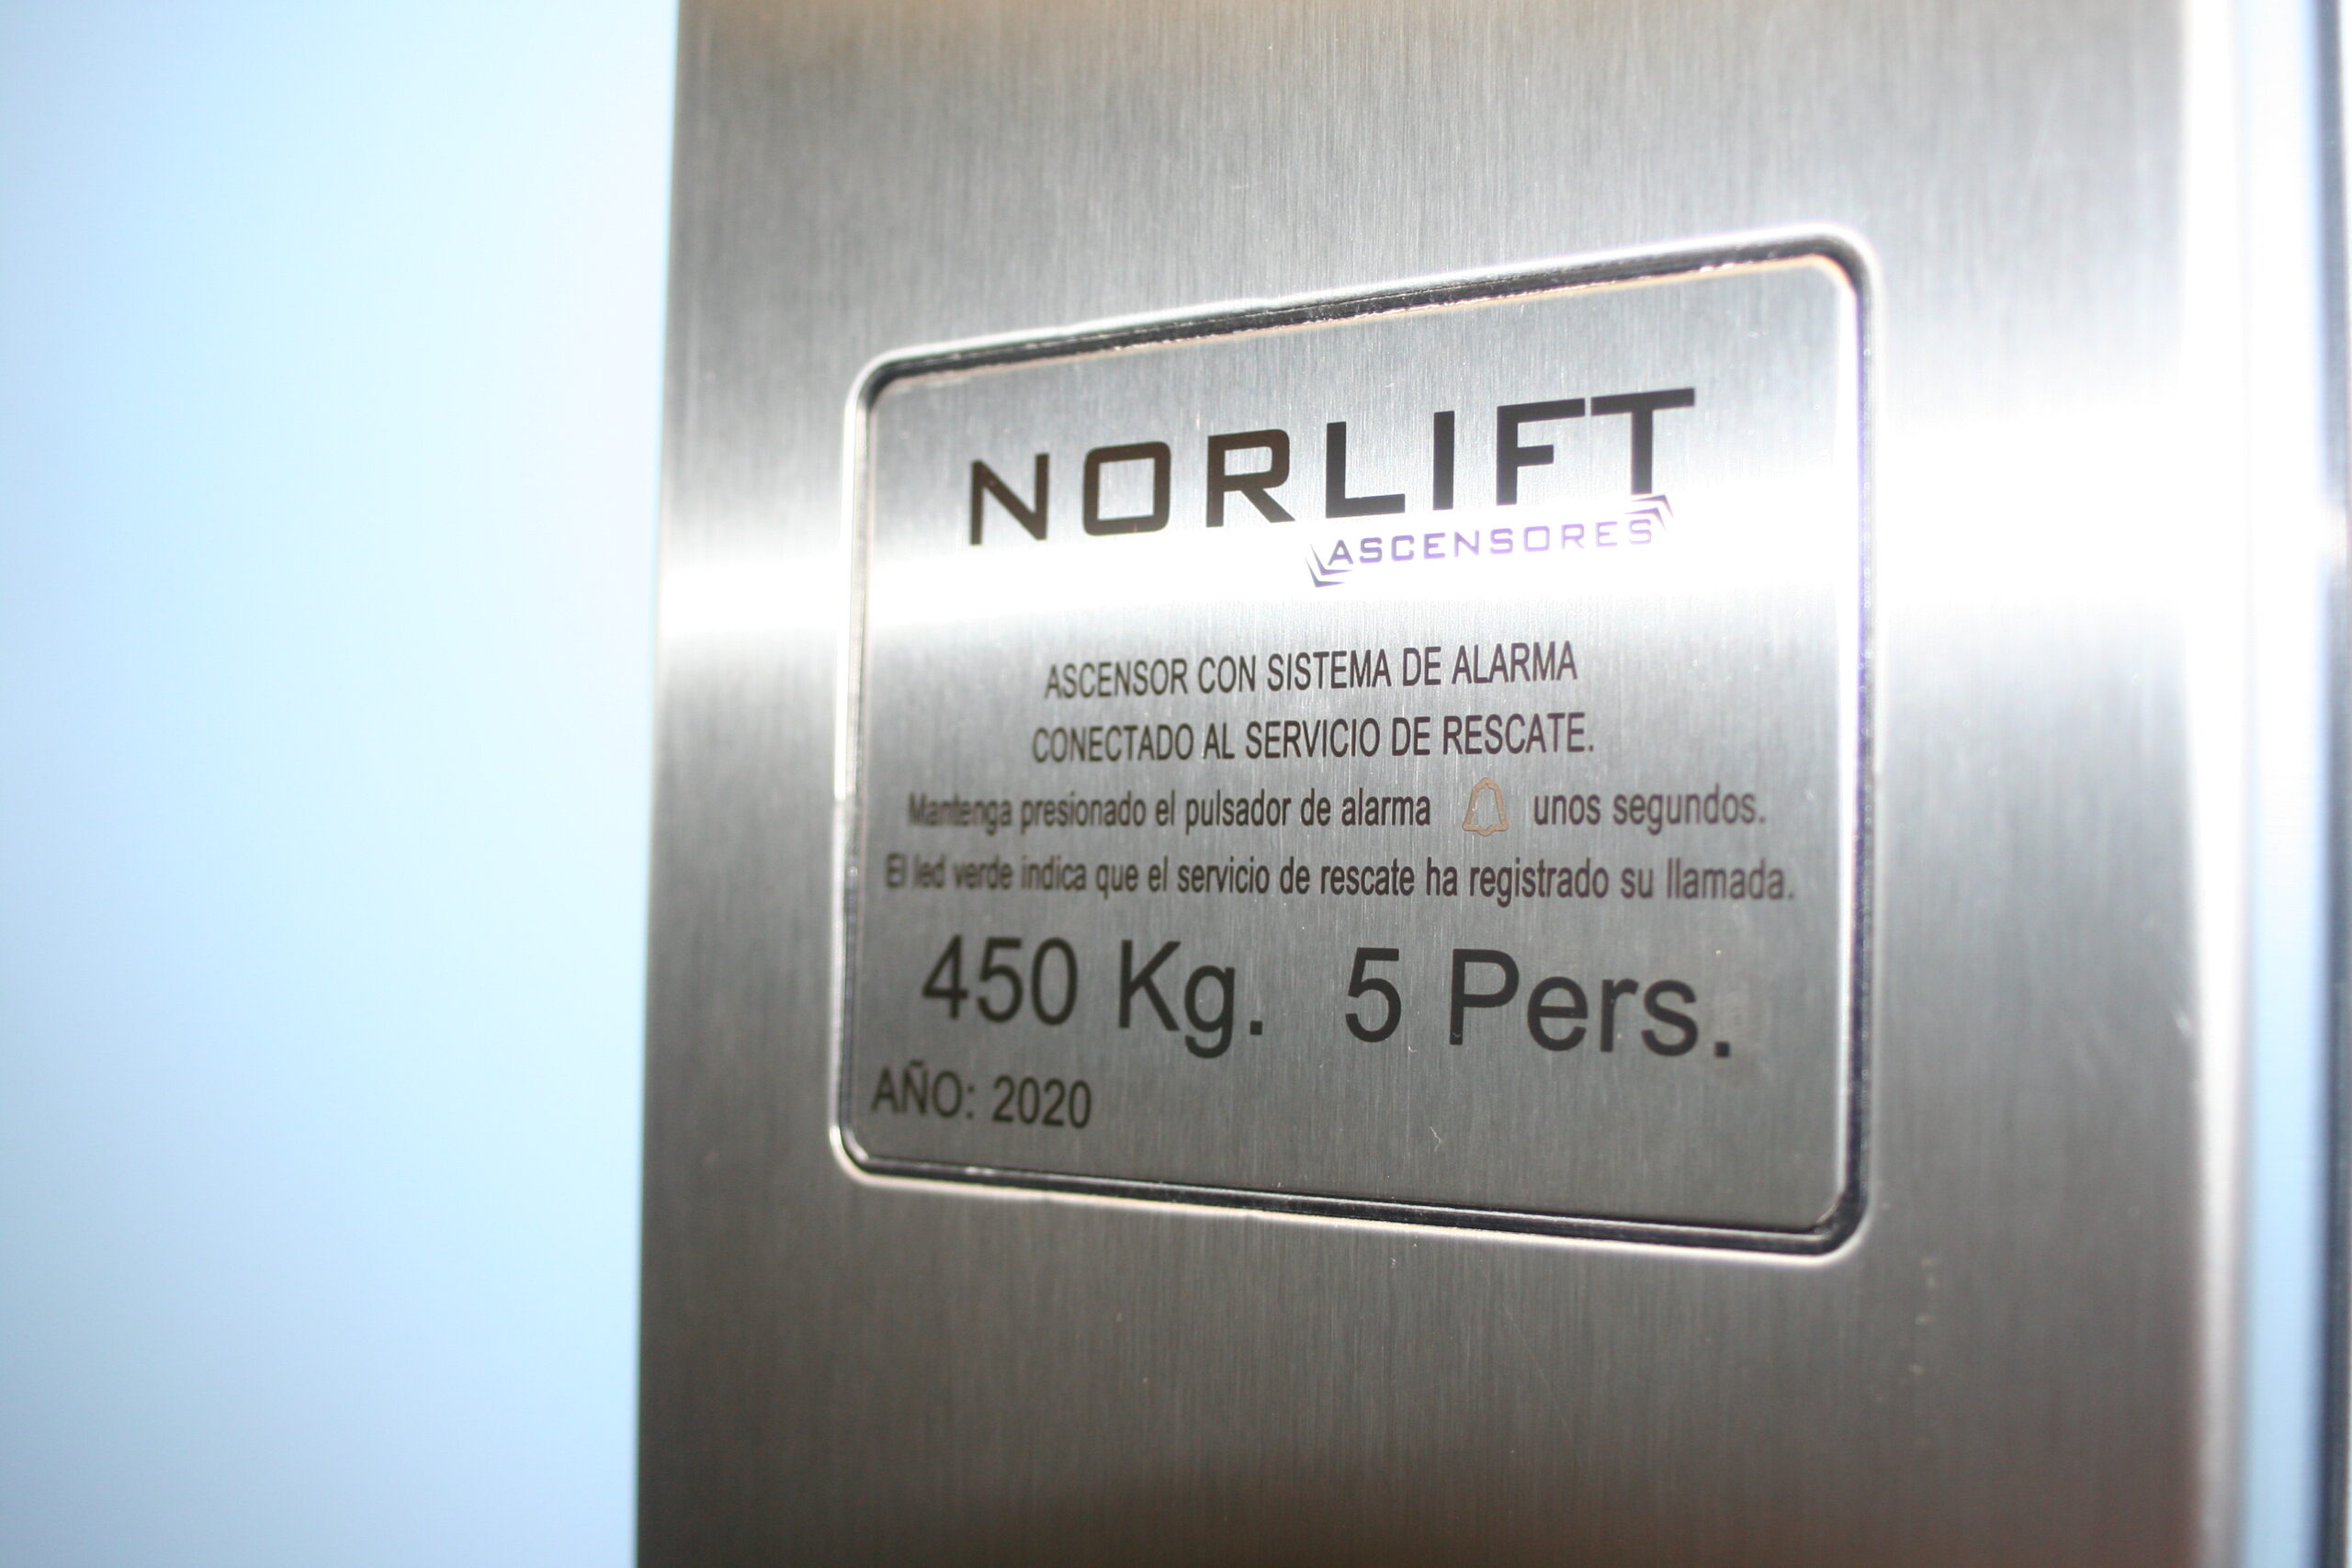 NORLIFT
ASCENSORES
ASCENSOR CON SISTEMA DE ALARMA
CONECTADO AL SERVICIO DE RESCATE.
Mantenga presionado el pulsador de alarma unos segundos.
El led verde indica que el servicio de rescate ha registrado su llamada.
450 Kg. 5 Pers.
AÑO: 2020